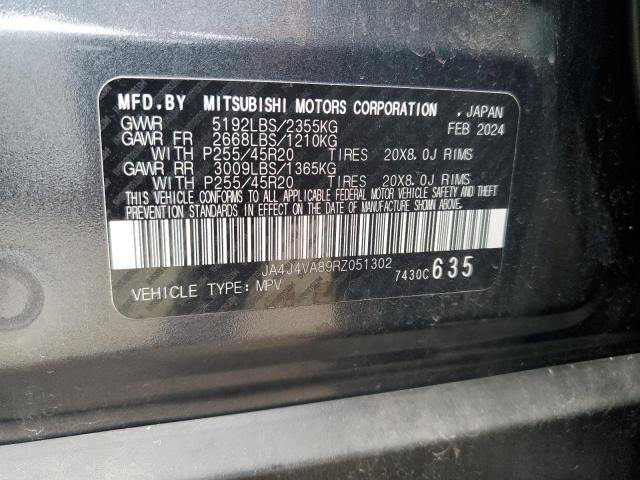 MFD.BY MITSUBISHI MOTORS CORPORATION , JAPAN
GVWR 5192LBS/2355KG FEB 2024
GAWR FR 2668LBS/1210KG
WITH P255/45R20 TIRES 20X8.0J RIMS
GAWR RR 3009LBS/1365KG
WITH P255/45R20 TIRES 20X8.0J RIMS
THIS VEHICLE CONFORMS TO ALL APPLICABLE FEDERAL MOTOR VEHICLE SAFETY AND THEFT
PREVENTION STANDARDS IN EFFECT ON THE DATE OF MANUFACTURE SHOWN ABOVE.
JA4J4VA89RZ051302
7430C 635
VEHICLE TYPE: MPV